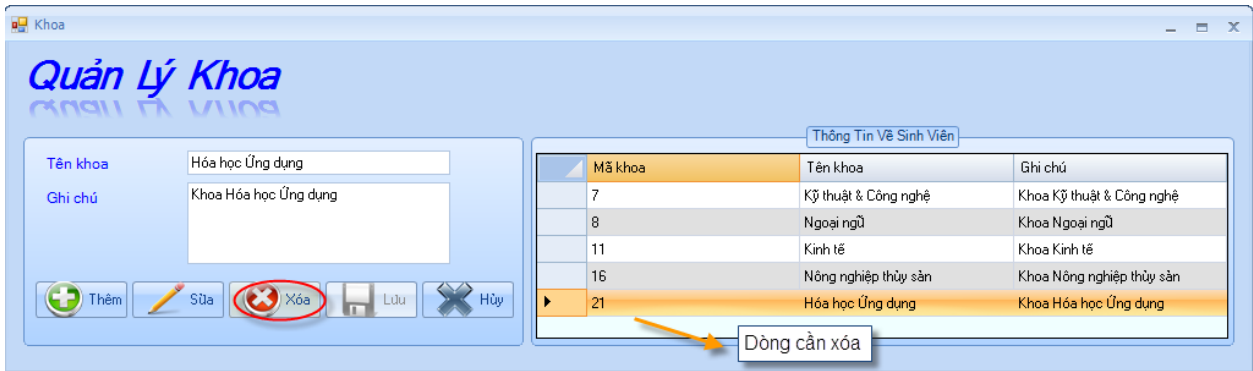 Khoa
Quản Lý Khoa
Tên khoa
Hóa học Ứng dụng
Ghi chú
Khoa Hóa học Ứng dụng
Thêm
Sửa
Xóa
Lưu
Hủy
Thông Tin Về Sinh Viên
Mã khoa Tên khoa Ghi chú
7 Kỹ thuật & Công nghệ Khoa Kỹ thuật & Công nghệ
8 Ngoại ngữ Khoa Ngoại ngữ
11 Kinh tế Khoa Kinh tế
16 Nông nghiệp thủy sản Khoa Nông nghiệp thủy sản
21 Hóa học Ứng dụng Khoa Hóa học Ứng dụng
Dòng cần xóa